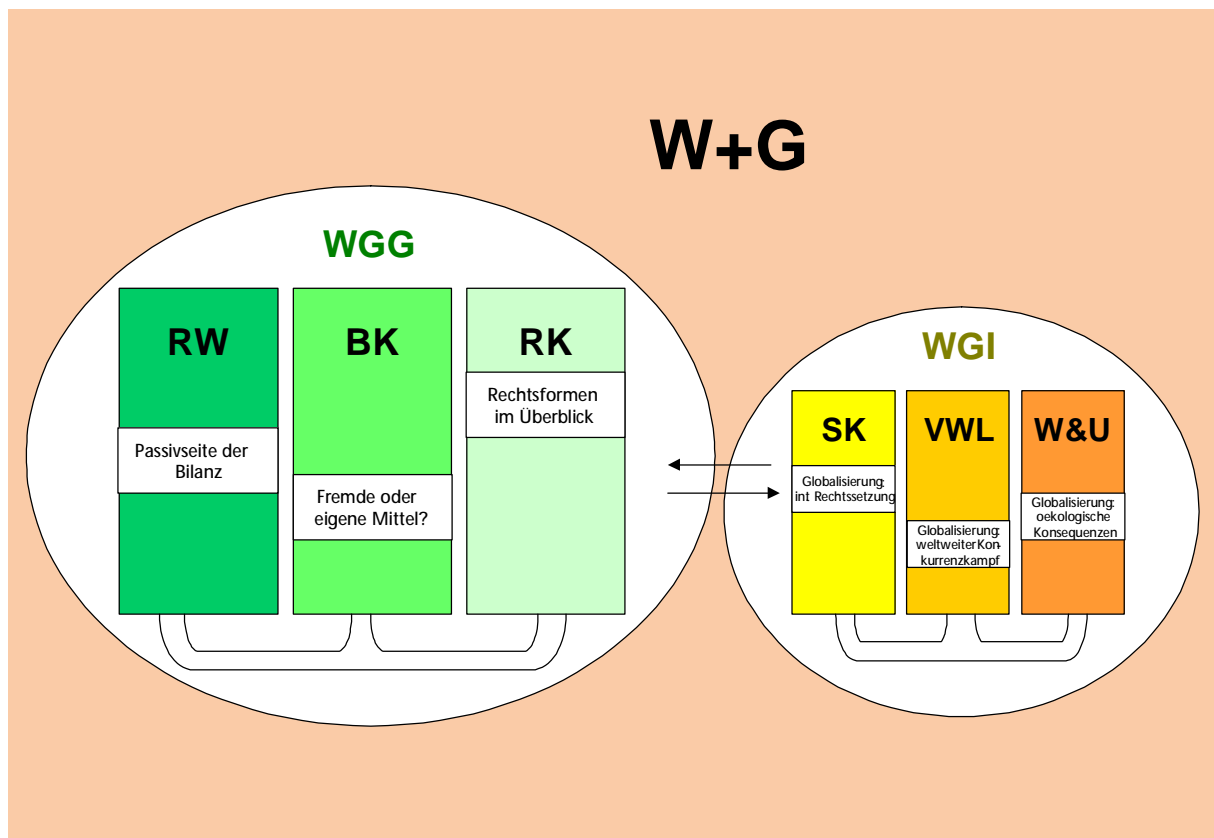 W+G
WGG
RW
BK
RK
Rechtsformen
im Überblick
Passivseite der
Bilanz
Fremde oder
eigene Mittel?
WGI
SK
VWL
W&U
Globalisierung:
int Rechtssetzung
Globalisierung:
weltweiter Kon-
kurrenzkampf
Globalisierung:
oekologische
Konsequenzen